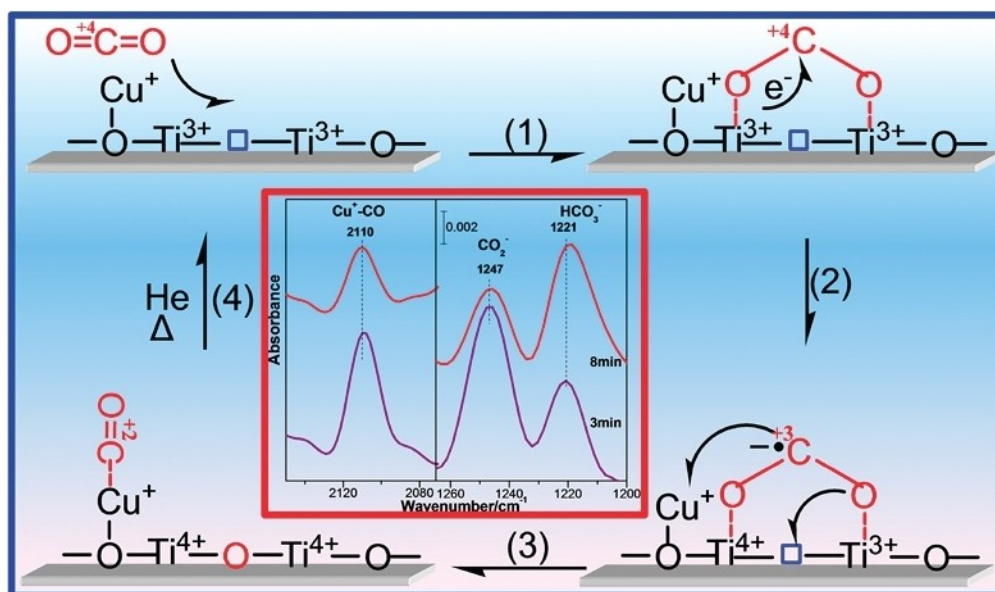 O=C=O
+4
Cu⁺
O Ti³⁺ Ti³⁺ O
(1)
+4 C
Cu⁺ O e⁻ O
O Ti³⁺ Ti³⁺ O
(2)
He
Δ
(4)
Absorbance
Cu⁺-CO
2110
0.002
CO₂⁻
1247
HCO₃⁻
1221
8min
3min
2120 2080 1260 1240 1220 1200
Wavenumber/cm⁻¹
O
+2
C
Cu⁺
O Ti⁴⁺ O Ti⁴⁺ O
(3)
+3
C
O O
Cu⁺
O Ti⁴⁺ Ti³⁺ O